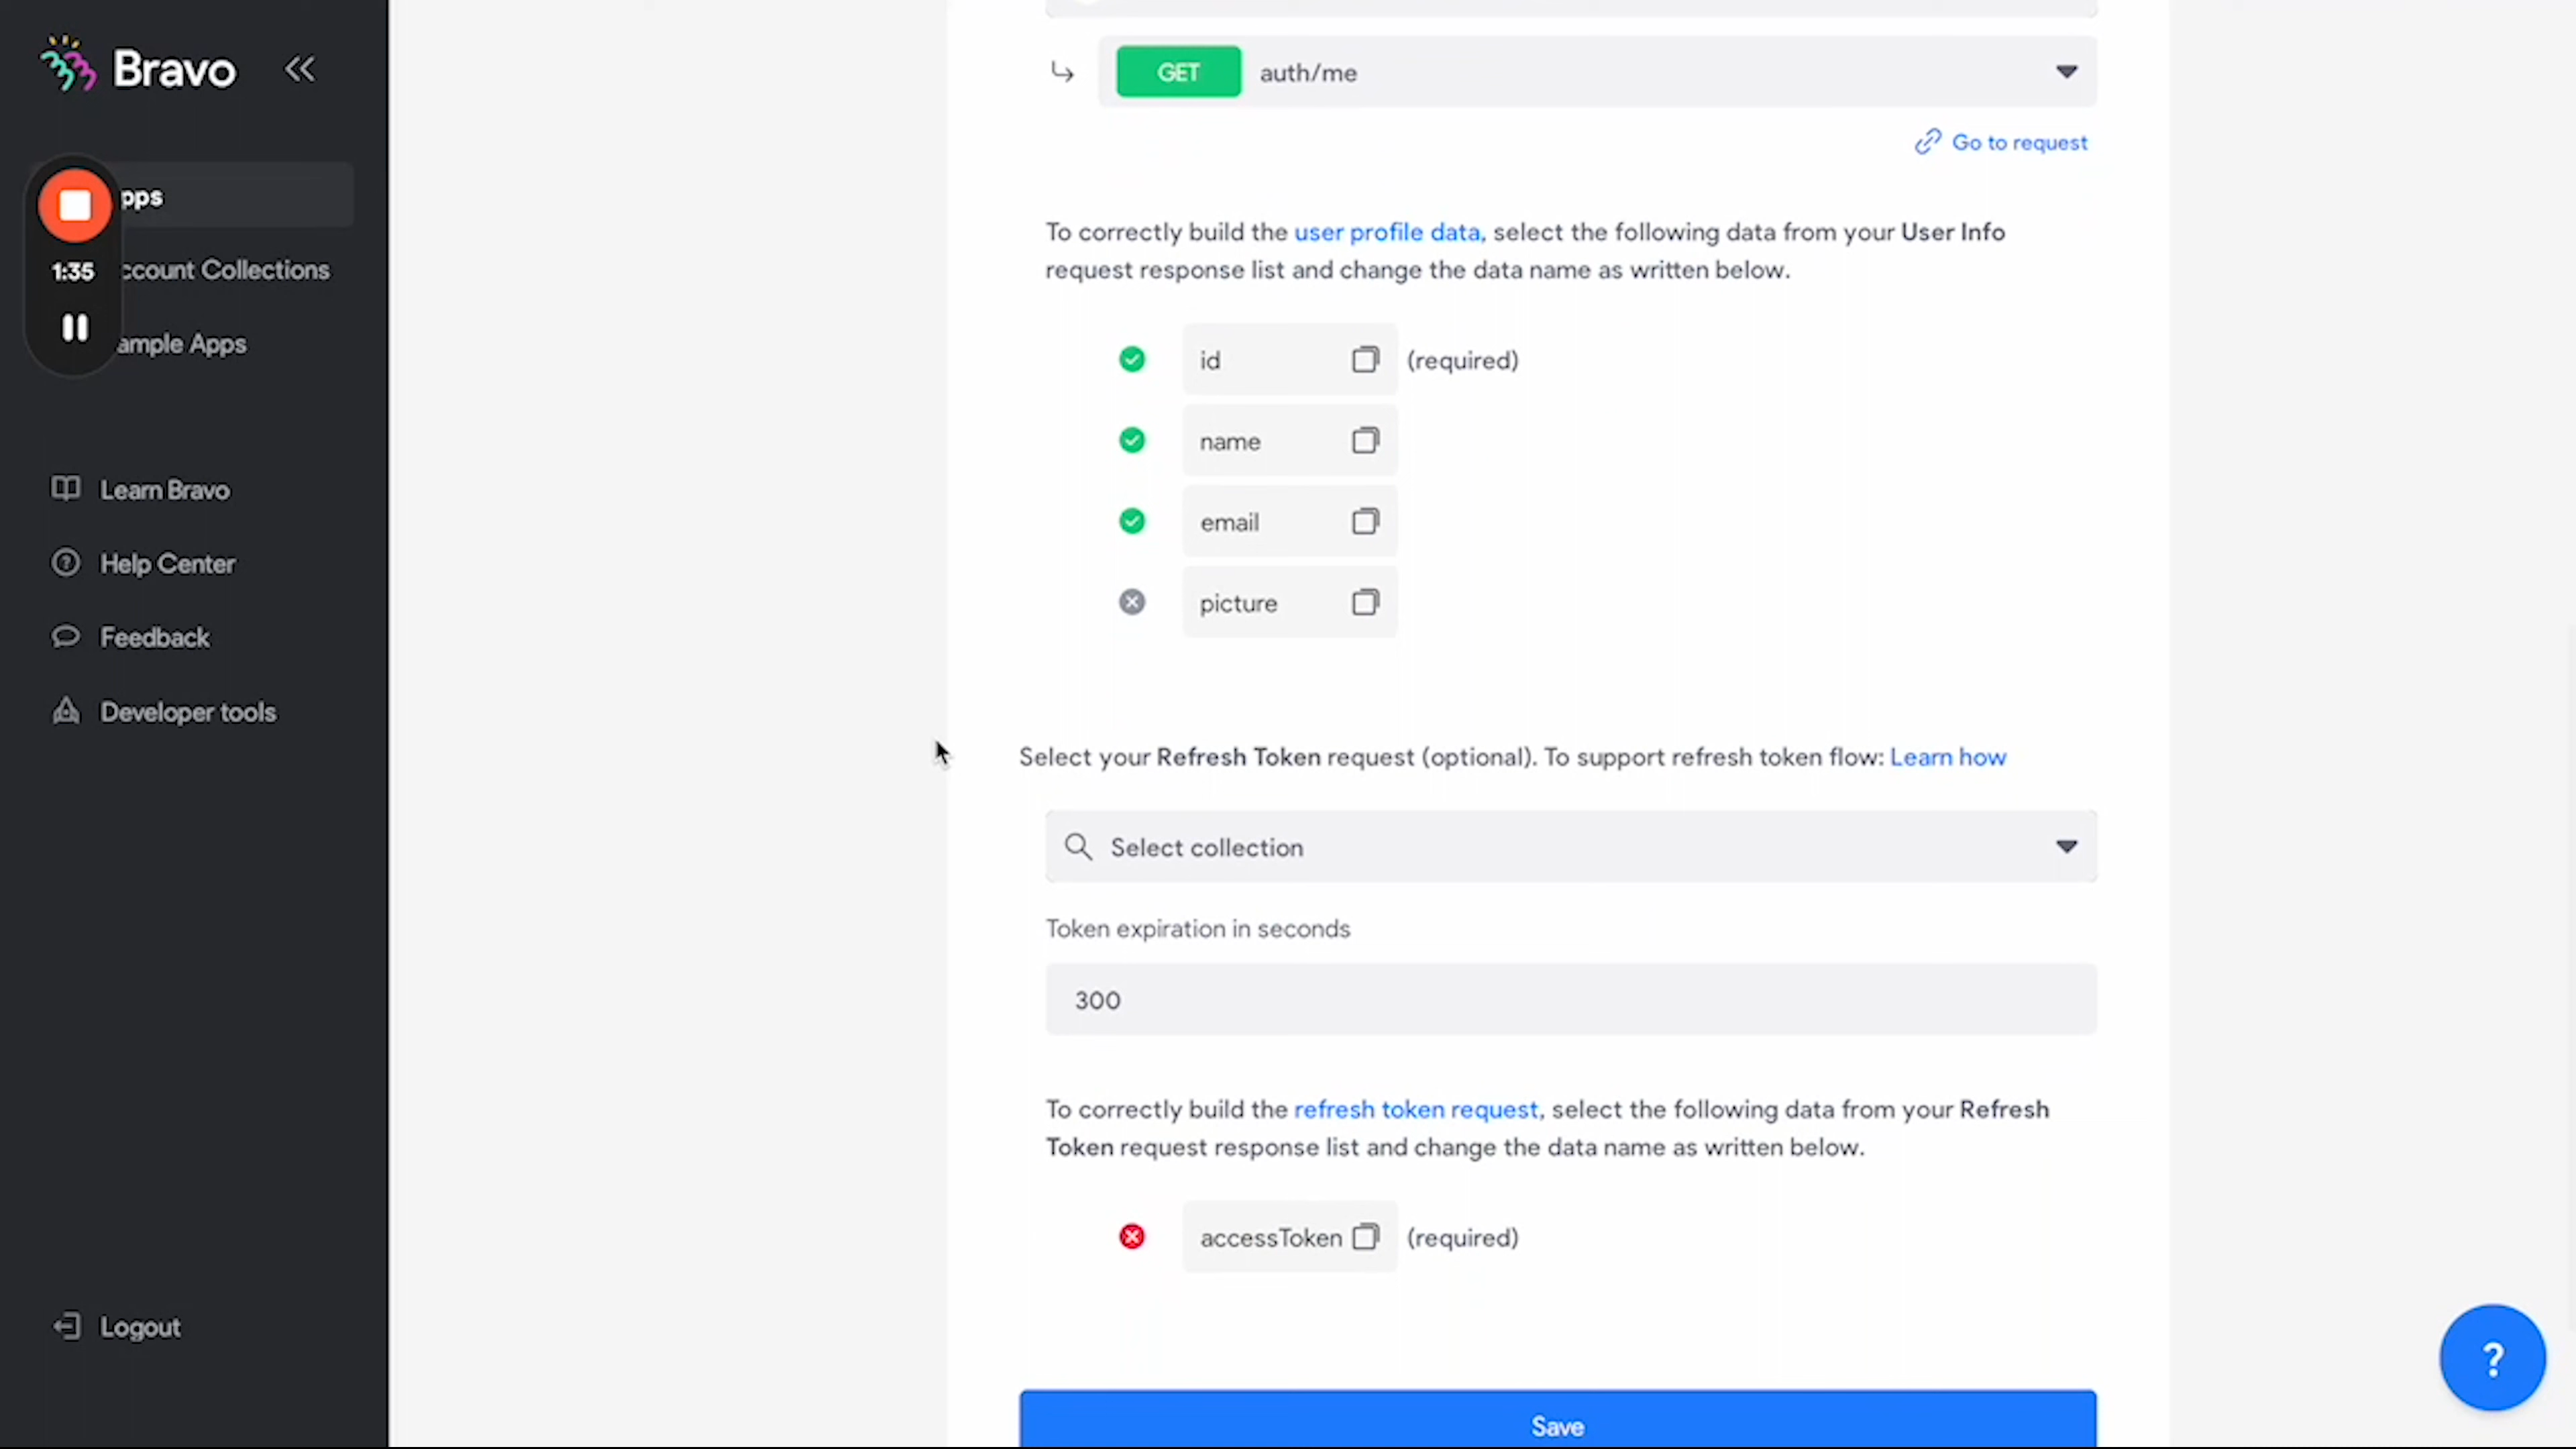 Bravo
pps
1:35
ccount Collections
ample Apps
Learn Bravo
Help Center
Feedback
Developer tools
Logout
GET auth/me
Go to request
To correctly build the user profile data, select the following data from your User Info
request response list and change the data name as written below.
id (required)
name
email
picture
Select your Refresh Token request (optional). To support refresh token flow: Learn how
Select collection
Token expiration in seconds
300
To correctly build the refresh token request, select the following data from your Refresh
Token request response list and change the data name as written below.
accessToken (required)
Save
?